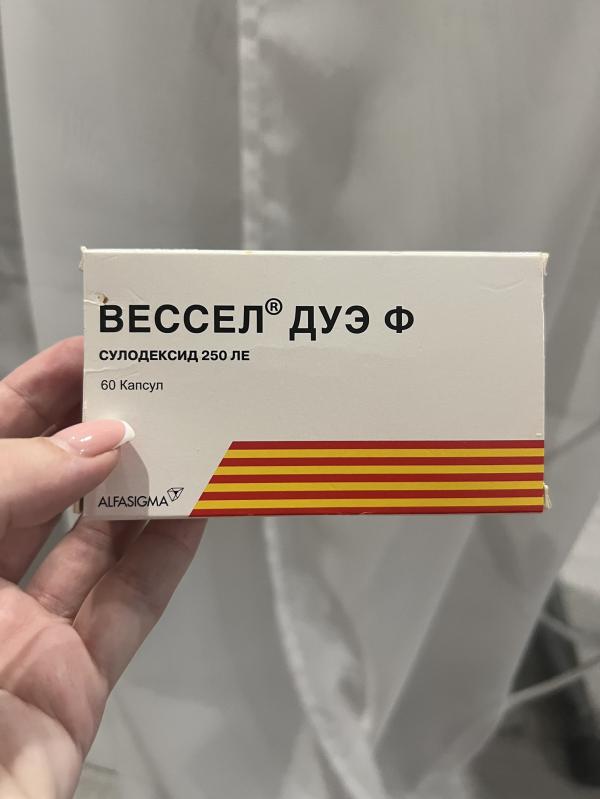 ВЕССЕЛ® ДУЭ Ф
СУЛОДЕКСИД 250 ЛЕ
60 Капсул
ALFASIGMA